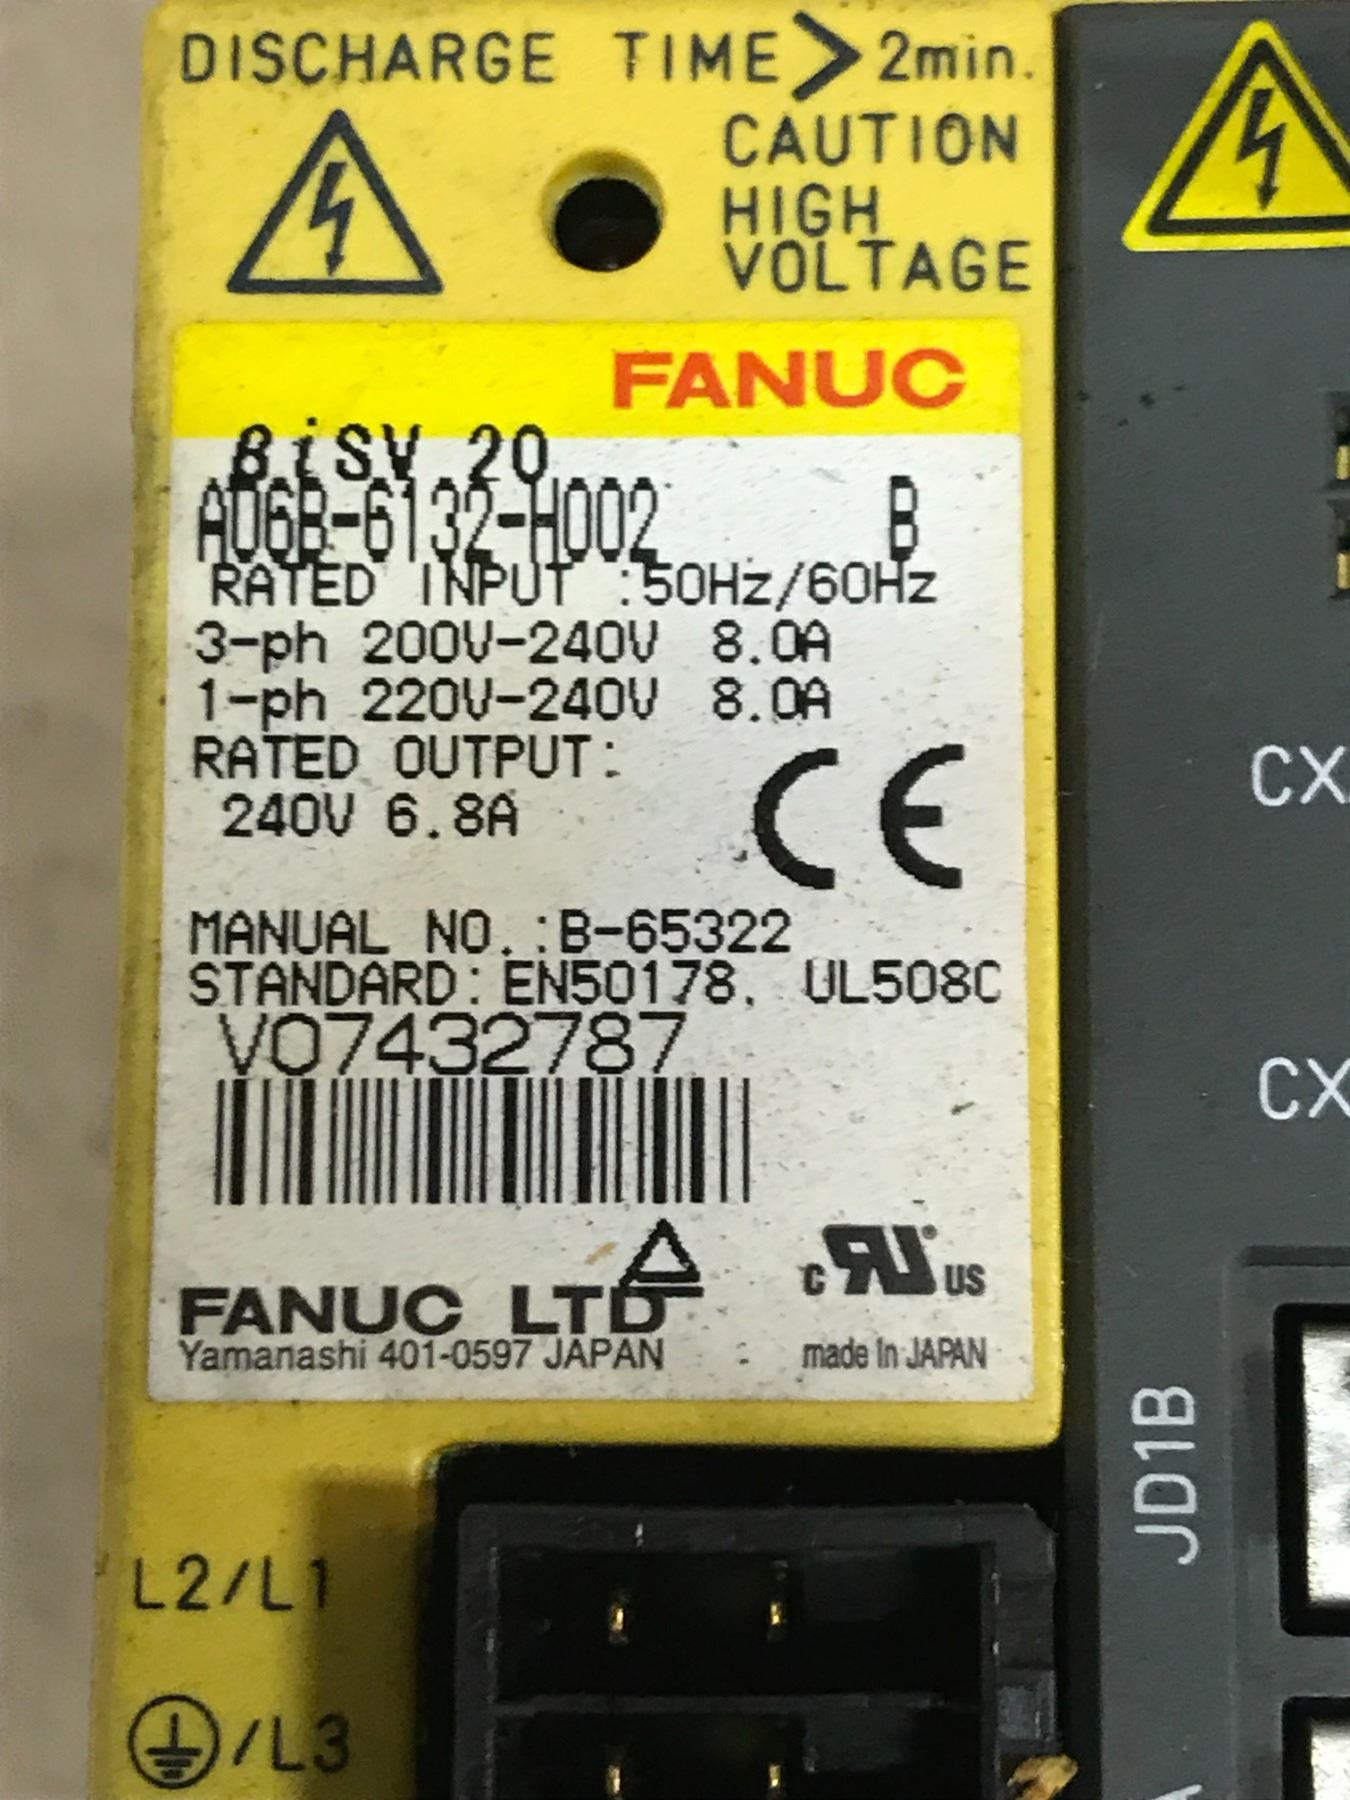 DISCHARGE TIME > 2min.
CAUTION
HIGH
VOLTAGE
FANUC
βiSV 20
A06B-6132-H002 B
RATED INPUT :50Hz/60Hz
3-ph 200V-240V 8.0A
1-ph 220V-240V 8.0A
RATED OUTPUT:
240V 6.8A
CE
MANUAL NO.:B-65322
STANDARD: EN50178, UL508C
V07432787
FANUC LTD
c RU® US
Yamanashi 401-0597 JAPAN
made in JAPAN
CX
CX
JD1B
L2/L1
/L3